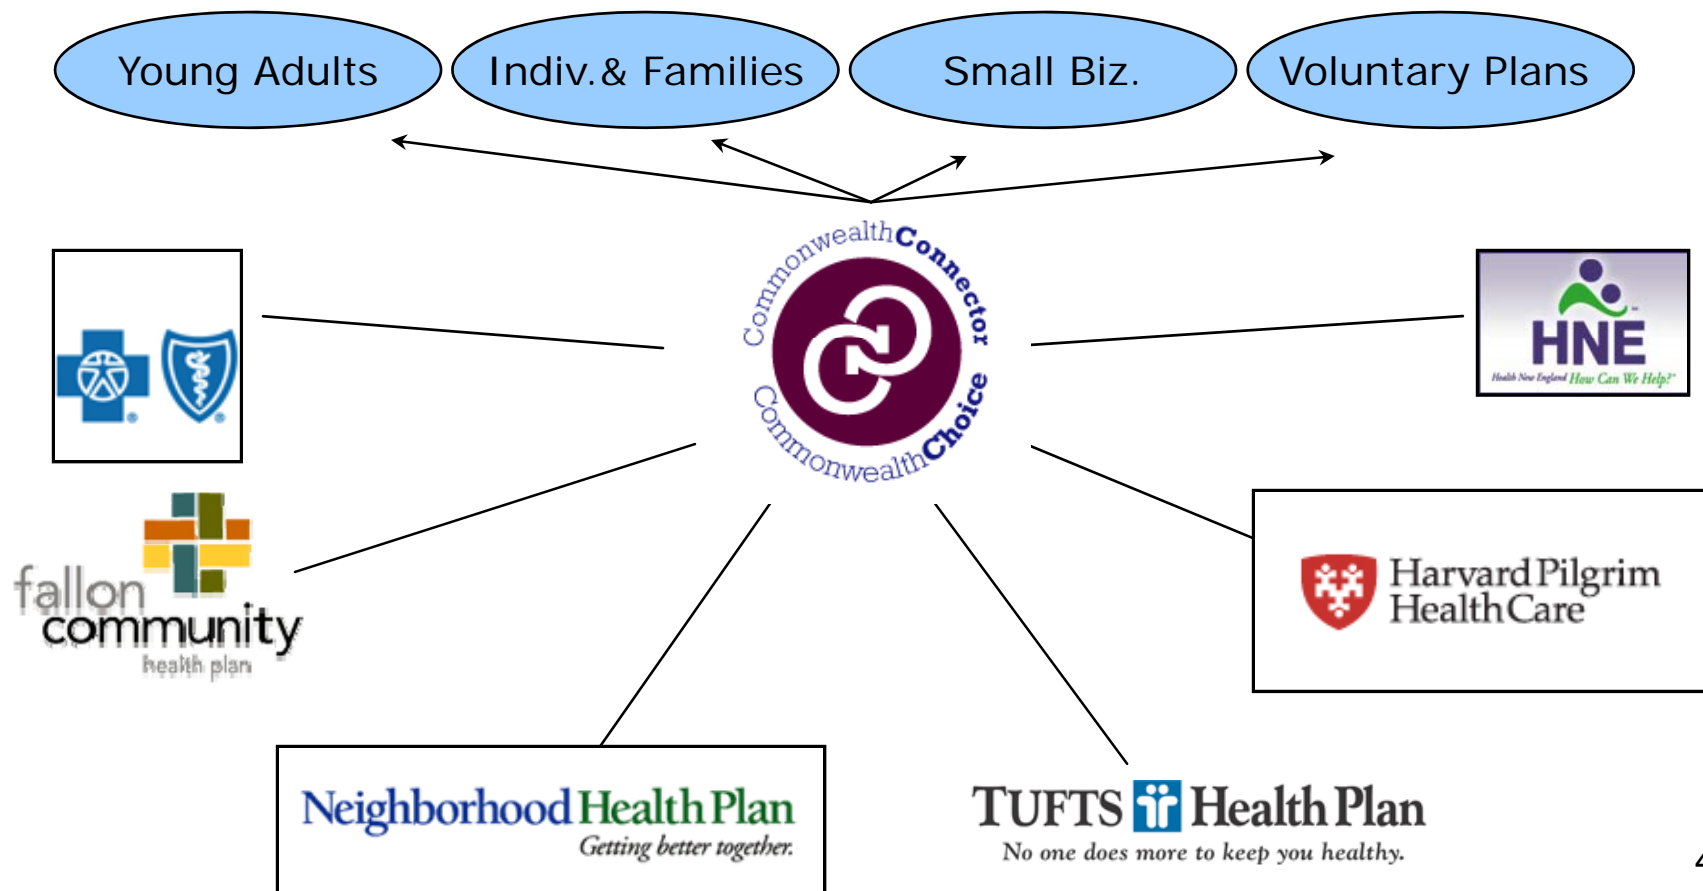 Young Adults
Indiv.& Families
Small Biz.
Voluntary Plans
CommonwealthConnector
CommonwealthChoice
HNE
Health New England How Can We Help?
fallon
community
health plan
Harvard Pilgrim
HealthCare
Neighborhood Health Plan
Getting better together.
TUFTS Health Plan
No one does more to keep you healthy.